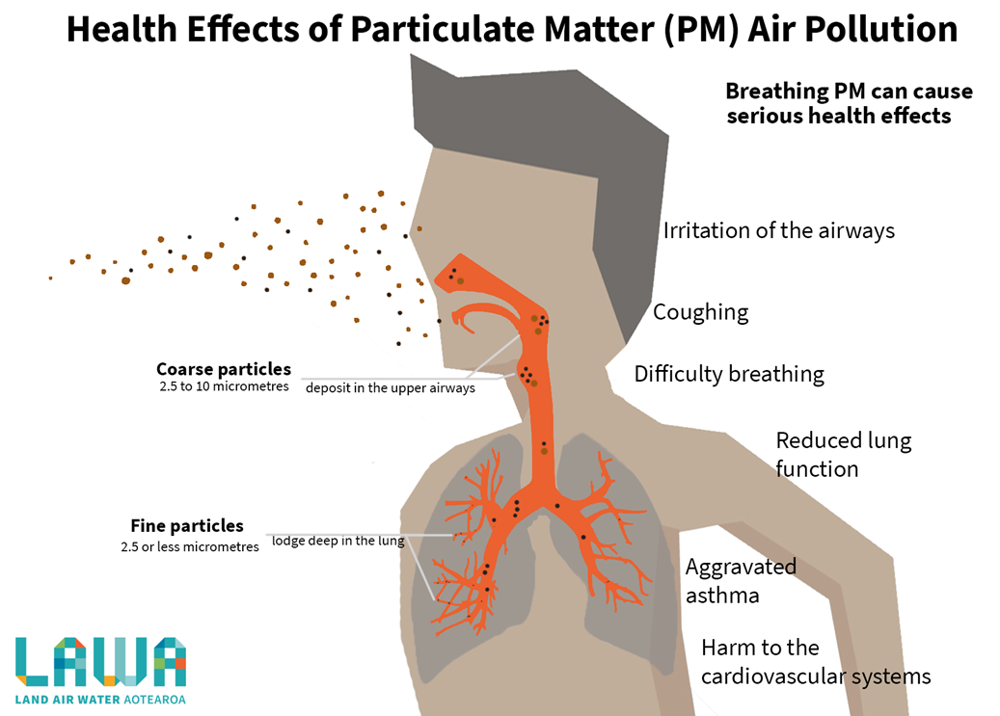 Health Effects of Particulate Matter (PM) Air Pollution
Breathing PM can cause
serious health effects
Irritation of the airways
Coughing
Coarse particles
2.5 to 10 micrometres
deposit in the upper airways
Difficulty breathing
Reduced lung
function
Fine particles
2.5 or less micrometres
lodge deep in the lung
Aggravated
asthma
Harm to the
cardiovascular systems
LAWA
LAND AIR WATER AOTEAROA